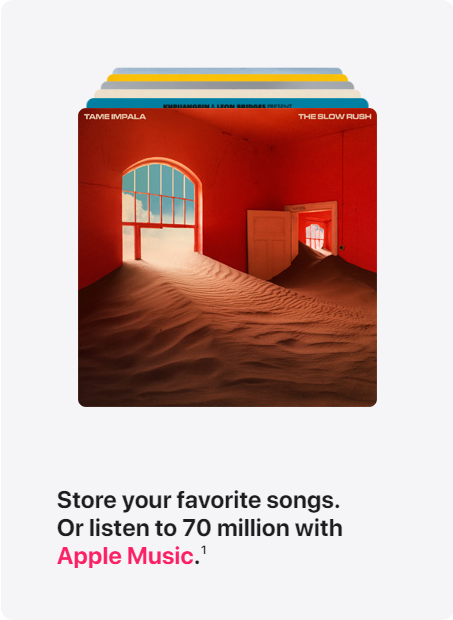 KHRUANGBIN & LEON BRIDGES PRESENT
TAME IMPALA THE SLOW RUSH
Store your favorite songs.
Or listen to 70 million with
Apple Music.1